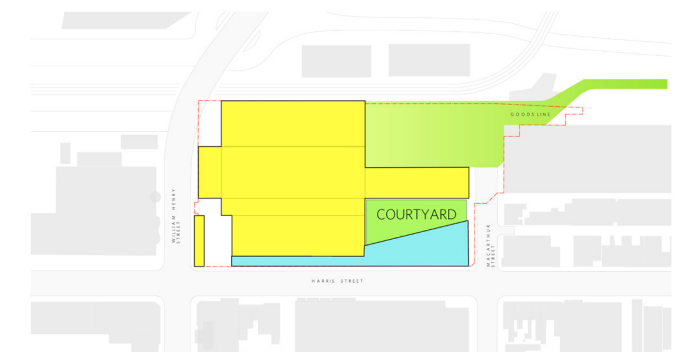 GOODSLINE
COURTYARD
WILLIAM HENRY
STREET
MACARTHUR
STREET
HARRIS STREET